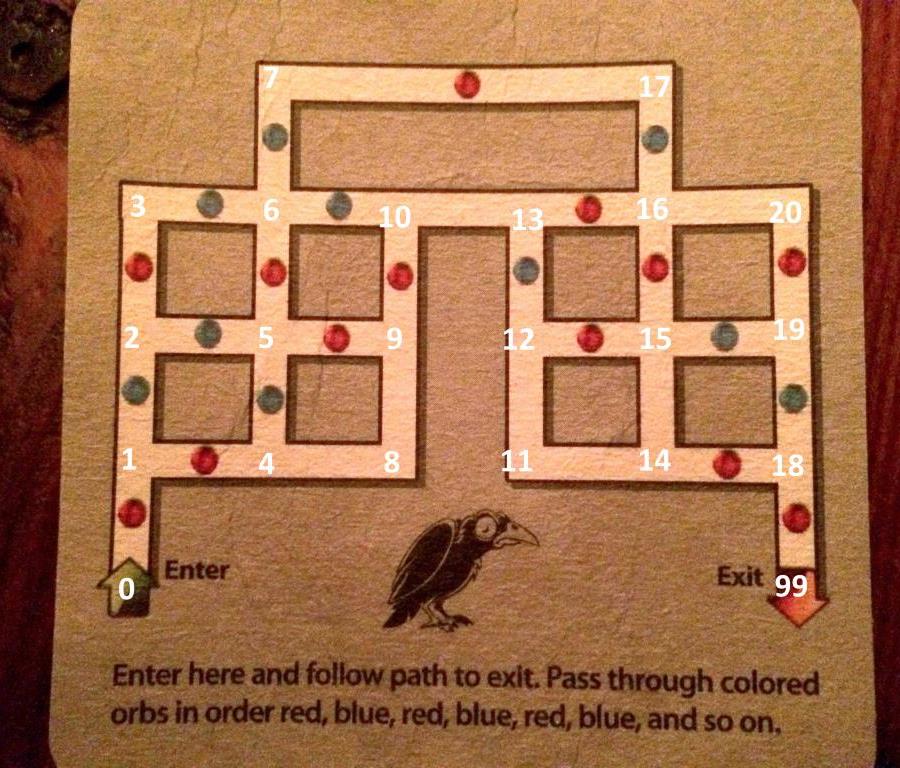 7 17
3 6 10 13 16 20
2 5 9 12 15 19
1 4 8 11 14 18
Enter Exit
0 99
Enter here and follow path to exit. Pass through colored
orbs in order red, blue, red, blue, red, blue, and so on.